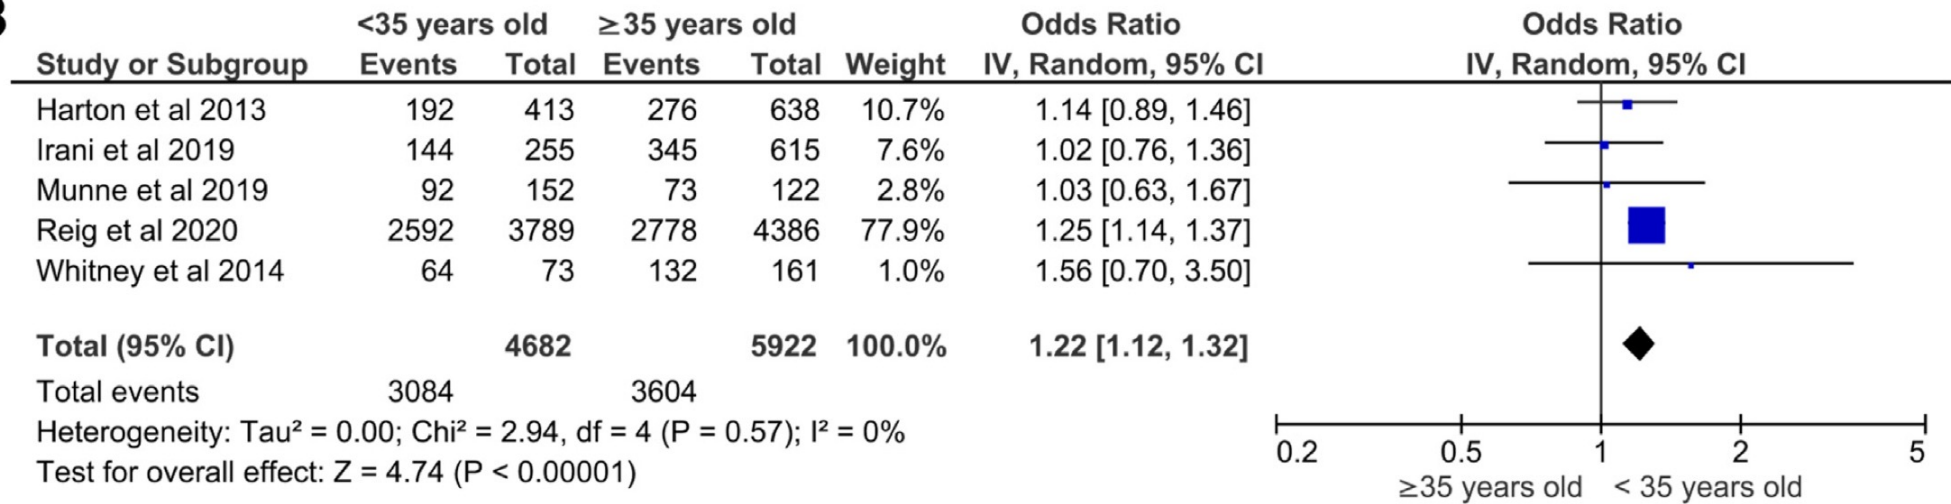 B
<35 years old ≥35 years old Odds Ratio Odds Ratio
Study or Subgroup Events Total Events Total Weight IV, Random, 95% CI IV, Random, 95% CI
Harton et al 2013 192 413 276 638 10.7% 1.14 [0.89, 1.46]
Irani et al 2019 144 255 345 615 7.6% 1.02 [0.76, 1.36]
Munne et al 2019 92 152 73 122 2.8% 1.03 [0.63, 1.67]
Reig et al 2020 2592 3789 2778 4386 77.9% 1.25 [1.14, 1.37]
Whitney et al 2014 64 73 132 161 1.0% 1.56 [0.70, 3.50]
Total (95% CI) 4682 5922 100.0% 1.22 [1.12, 1.32]
Total events 3084 3604
Heterogeneity: Tau² = 0.00; Chi² = 2.94, df = 4 (P = 0.57); I² = 0%
Test for overall effect: Z = 4.74 (P < 0.00001)
0.2 0.5 1 2 5
≥35 years old < 35 years old